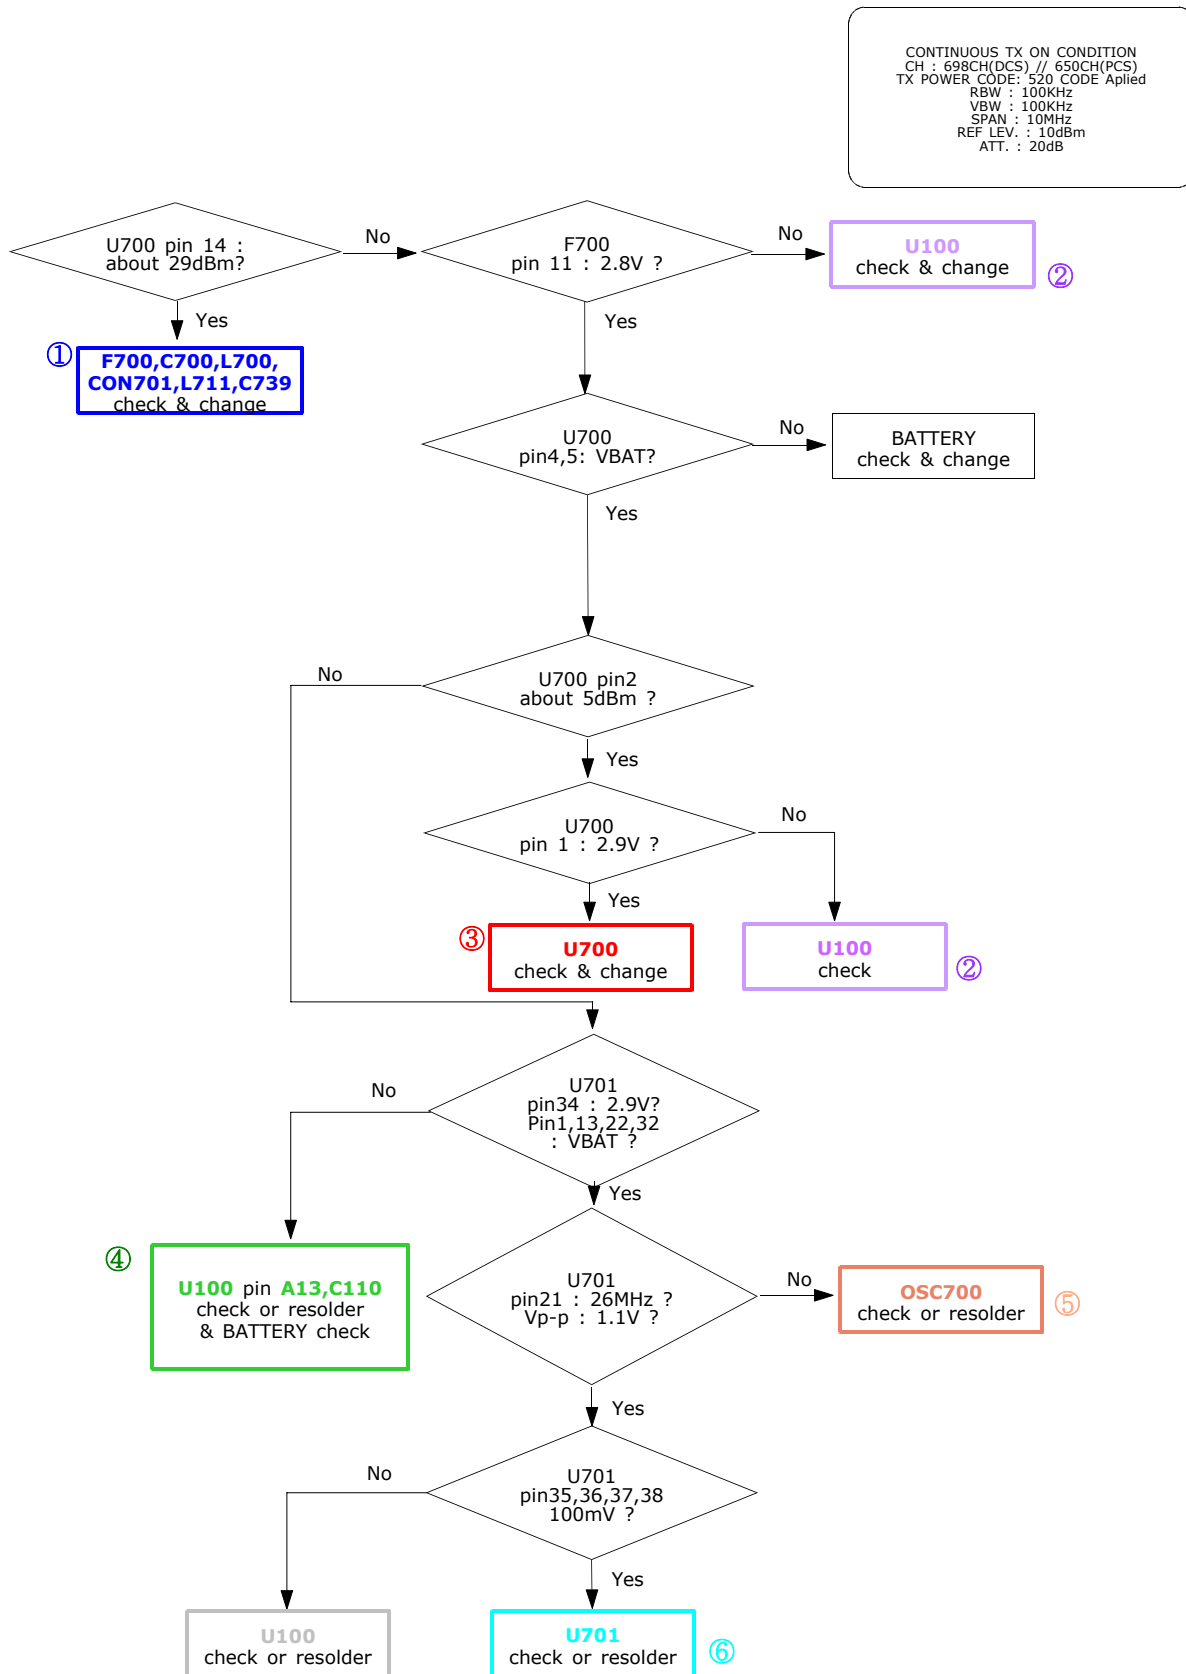 CONTINUOUS TX ON CONDITION
CH : 698CH(DCS) // 650CH(PCS)
TX POWER CODE: 520 CODE Aplied
RBW : 100KHz
VBW : 100KHz
SPAN : 10MHz
REF LEV. : 10dBm
ATT. : 20dB
U700 pin 14 :
about 29dBm?
No
F700
pin 11 : 2.8V ?
No
U100
check & change
②
Yes
Yes
①
F700,C700,L700,
CON701,L711,C739
check & change
U700
pin4,5: VBAT?
No
BATTERY
check & change
Yes
No
U700 pin2
about 5dBm ?
Yes
U700
pin 1 : 2.9V ?
No
Yes
③
U700
check & change
U100
check
②
No
U701
pin34 : 2.9V?
Pin1,13,22,32
: VBAT ?
Yes
④
U100 pin A13,C110
check or resolder
& BATTERY check
U701
pin21 : 26MHz ?
Vp-p : 1.1V ?
No
OSC700
check or resolder
⑤
Yes
No
U701
pin35,36,37,38
100mV ?
Yes
U100
check or resolder
U701
check or resolder
⑥